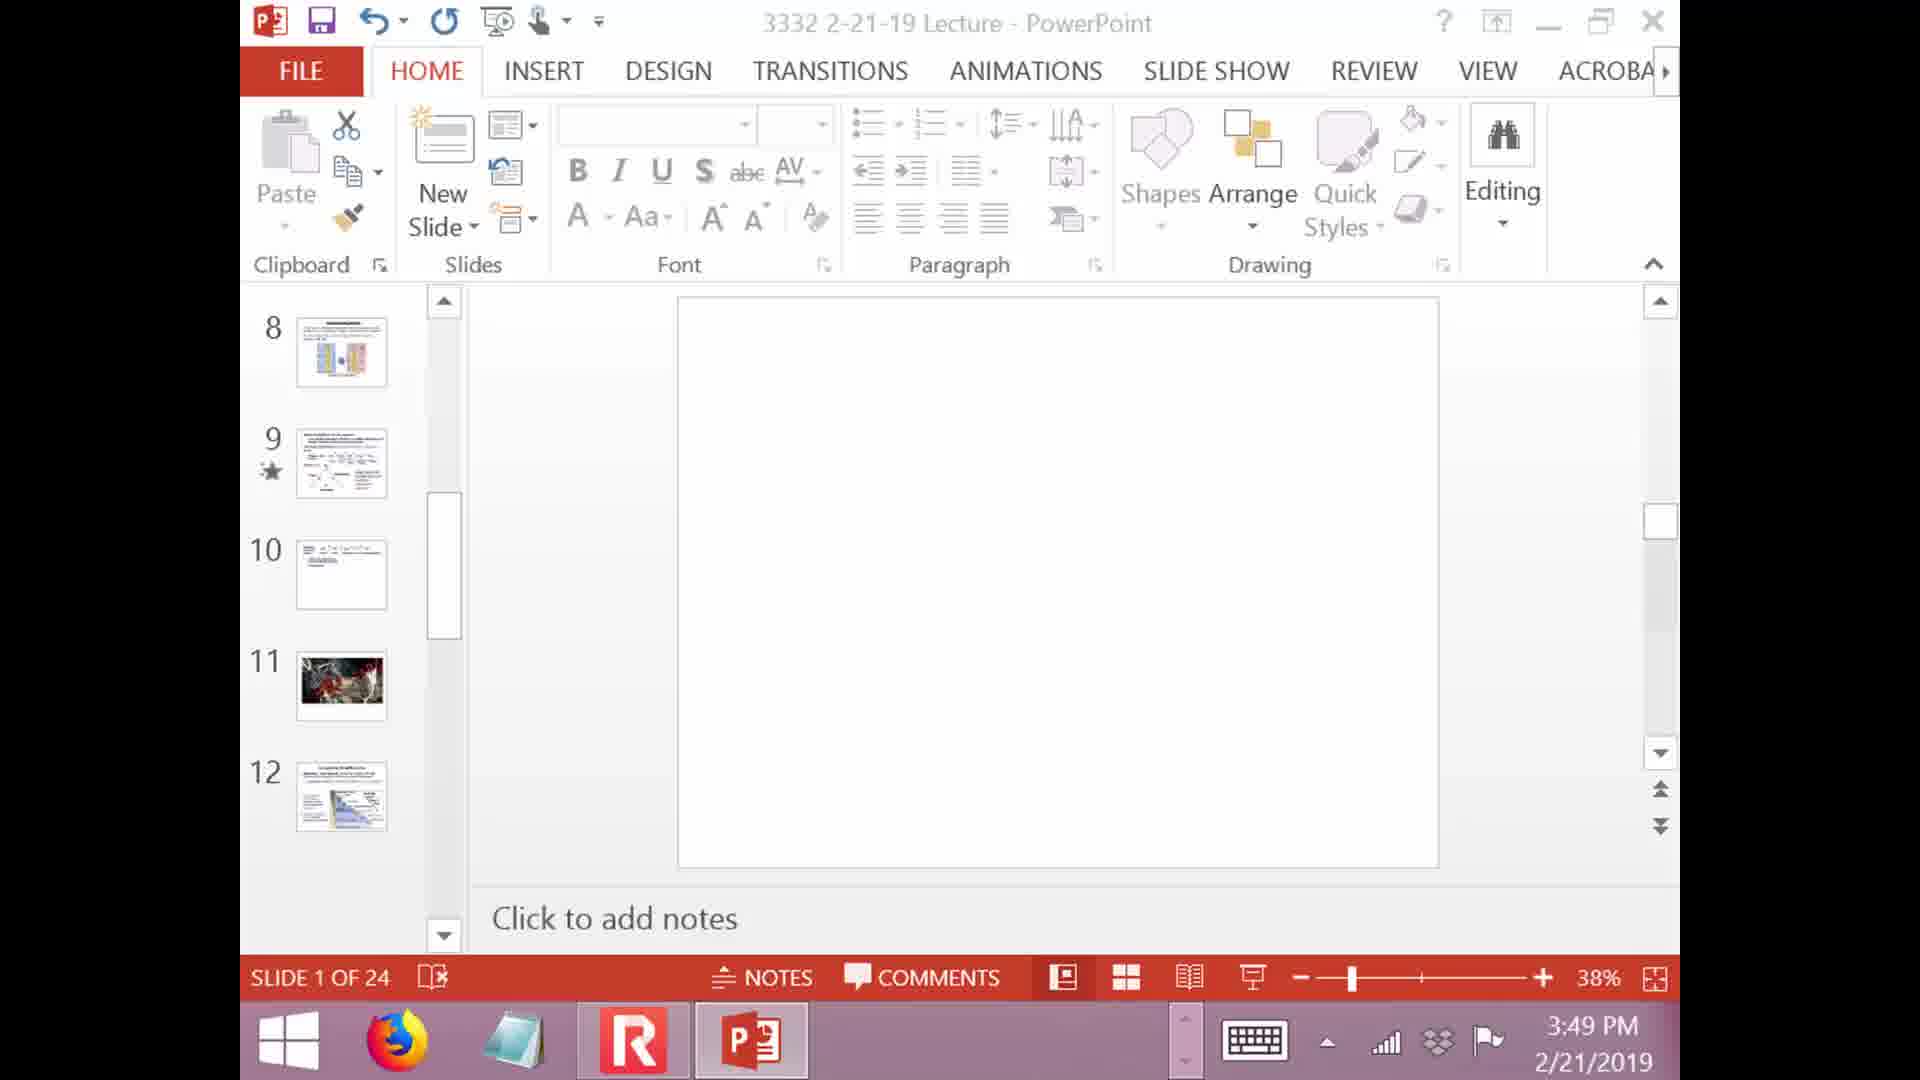 3332 2-21-19 Lecture - PowerPoint
?
FILE HOME INSERT DESIGN TRANSITIONS ANIMATIONS SLIDE SHOW REVIEW VIEW ACROBA
Paste
New
Slide
B I U S abc AV
A Aa A A A
Shapes Arrange Quick
Styles
Editing
Clipboard Slides Font Paragraph Drawing
8
9
10
11
12
Click to add notes
SLIDE 1 OF 24 NOTES COMMENTS 38%
3:49 PM
2/21/2019